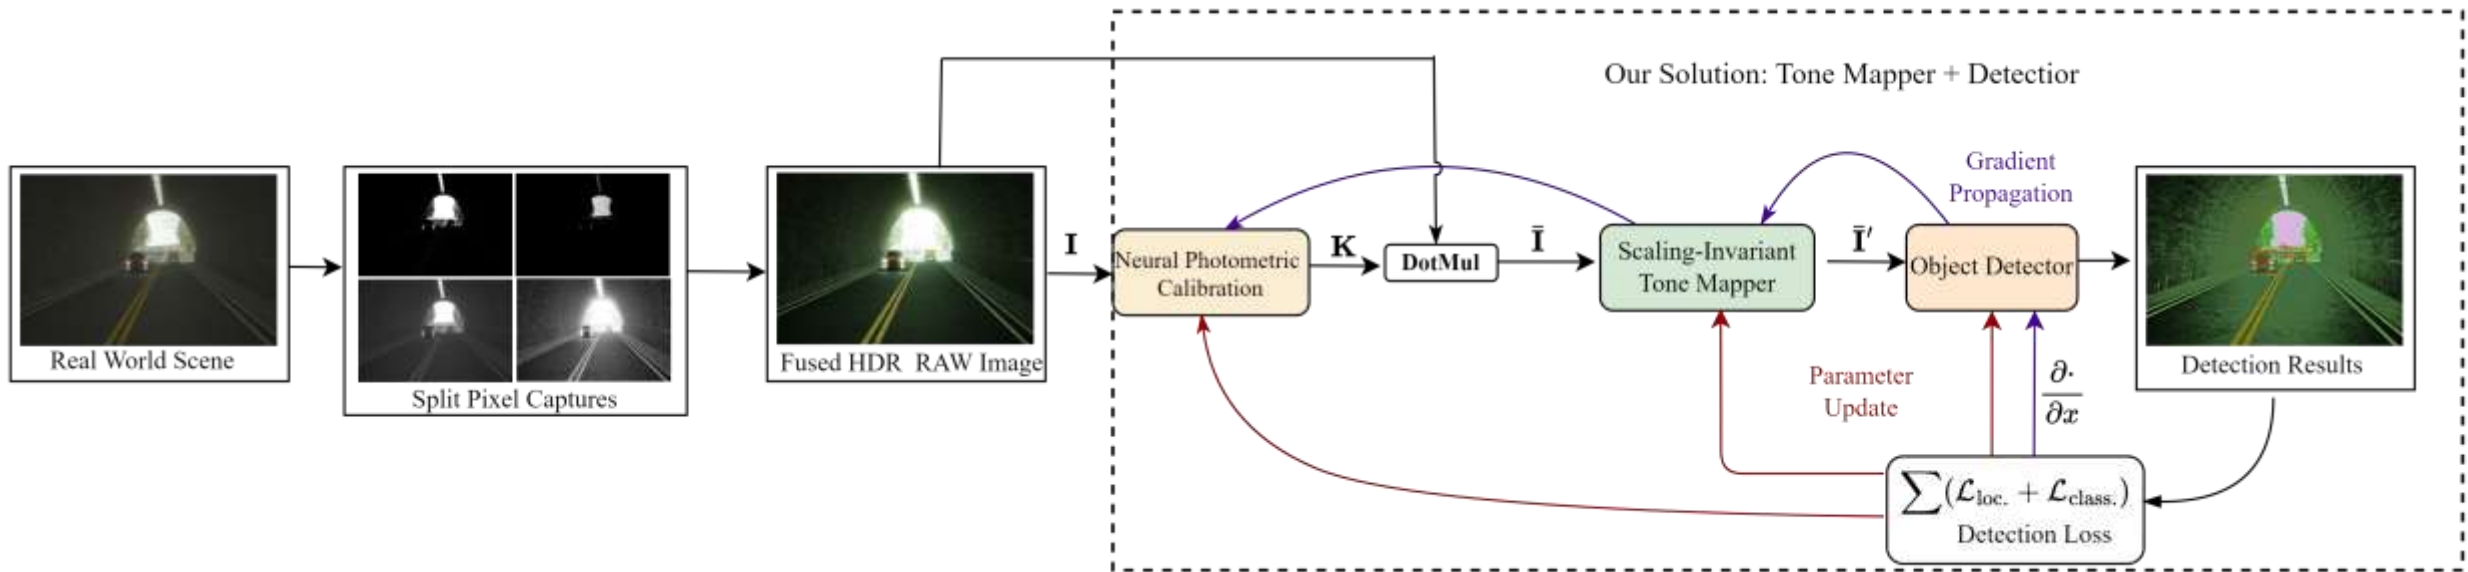 Our Solution: Tone Mapper + Detectior
Real World Scene
Split Pixel Captures
Fused HDR RAW Image
I
Neural Photometric
Calibration
K
DotMul
Ī
Scaling-Invariant
Tone Mapper
Ī′
Gradient
Propagation
Object Detector
Detection Results
Parameter
Update
∂·
∂x
∑(ℒloc. + ℒclass.)
Detection Loss